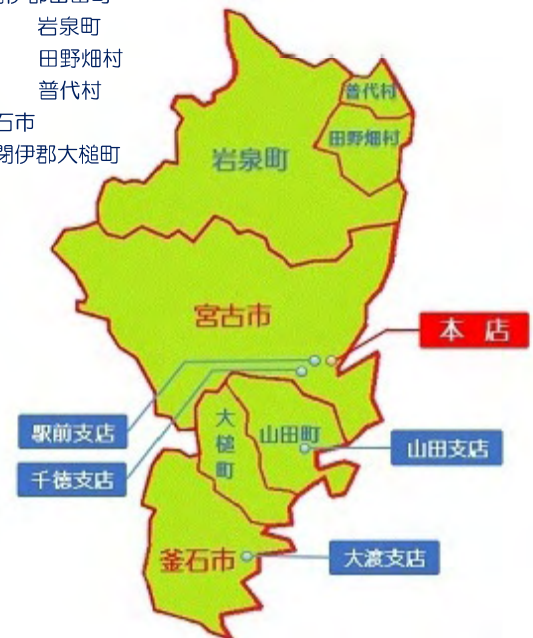 岩泉町
田野畑村
普代村
石市
閉伊郡大槌町
普代村
田野畑村
岩泉町
宮古市
本店
駅前支店
千徳支店
大槌町
山田町
山田支店
釜石市
大渡支店